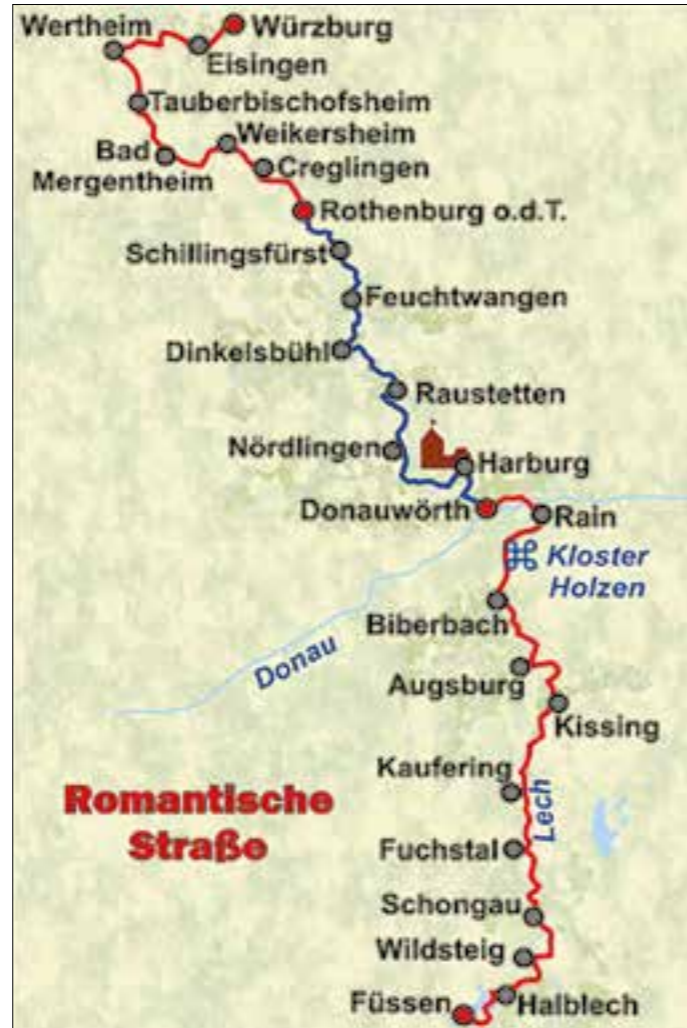 Wertheim
Würzburg
Eisingen
Tauberbischofsheim
Weikersheim
Bad
Mergentheim
Creglingen
Rothenburg o.d.T.
Schillingsfürst
Feuchtwangen
Dinkelsbühl
Raustetten
Nördlingen
Harburg
Donauwörth
Rain
Kloster
Holzen
Biberbach
Donau
Augsburg
Kissing
Kaufering
Romantische
Straße
Lech
Fuchstal
Schongau
Wildsteig
Füssen
Halblech